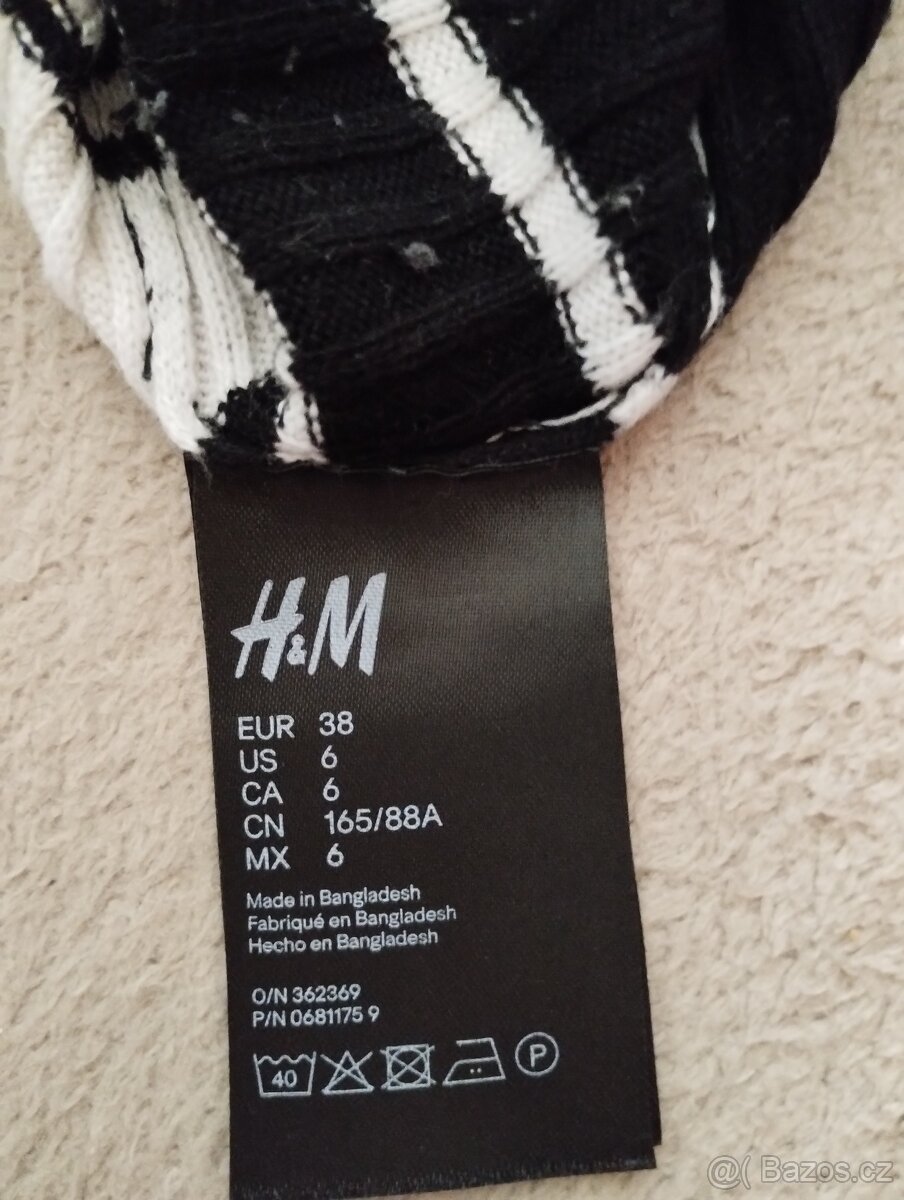 H&M
EUR 38
US 6
CA 6
CN 165/88A
MX 6
Made in Bangladesh
Fabriqué en Bangladesh
Hecho en Bangladesh
O/N 362369
P/N 0681175 9
40 P
@( Bazos.cz